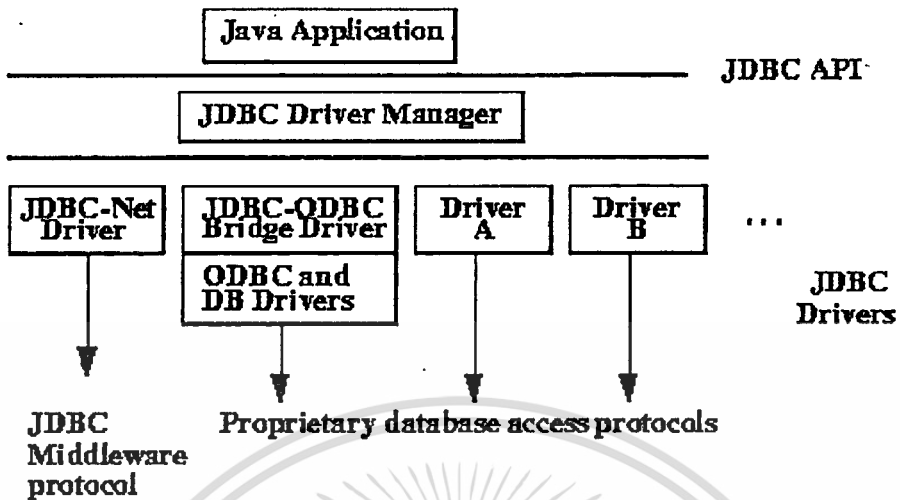 Java Application
JDBC API
JDBC Driver Manager
JDBC-Net
Driver
JDBC-ODBC
Bridge Driver
Driver
A
Driver
B
...
ODBC and
DB Drivers
JDBC
Drivers
JDBC
Middleware
protocol
Proprietary database access protocols